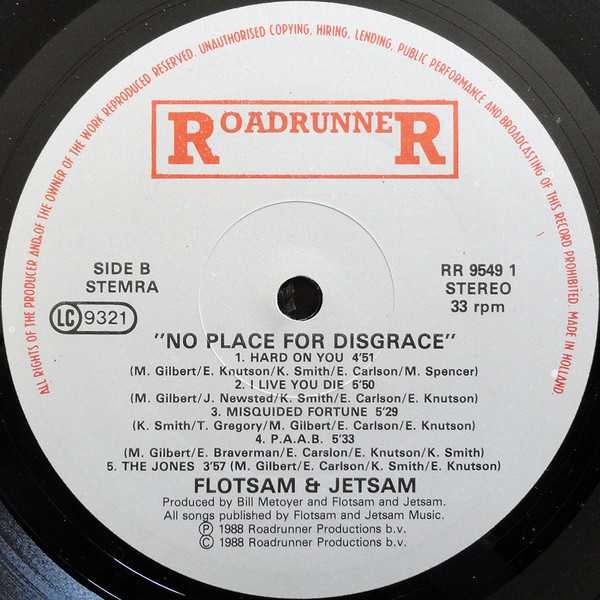 ALL RIGHTS OF THE PRODUCER AND OF THE OWNER OF THE WORK REPRODUCED RESERVED. UNAUTHORISED COPYING, HIRING, LENDING, PUBLIC PERFORMANCE AND BROADCASTING OF THIS RECORD PROHIBITED. MADE IN HOLLAND.
ROADRUNNER
SIDE B
STEMRA
LC 9321
RR 9549 1
STEREO
33 rpm
"NO PLACE FOR DISGRACE"
1. HARD ON YOU 4'51
(M. Gilbert/E. Knutson/K. Smith/E. Carlson/M. Spencer)
2. I LIVE YOU DIE 5'50
(M. Gilbert/J. Newsted/K. Smith/E. Carlson/E. Knutson)
3. MISQUIDED FORTUNE 5'29
(K. Smith/T. Gregory/M. Gilbert/E. Carlson/E. Knutson)
4. P.A.A.B. 5'33
(M. Gilbert/E. Braverman/E. Carslon/E. Knutson/K. Smith)
5. THE JONES 3'57 (M. Gilbert/E. Carlson/K. Smith/E. Knutson)
FLOTSAM & JETSAM
Produced by Bill Metoyer and Flotsam and Jetsam.
All songs published by Flotsam and Jetsam Music.
Ⓟ 1988 Roadrunner Productions b.v.
© 1988 Roadrunner Productions b.v.